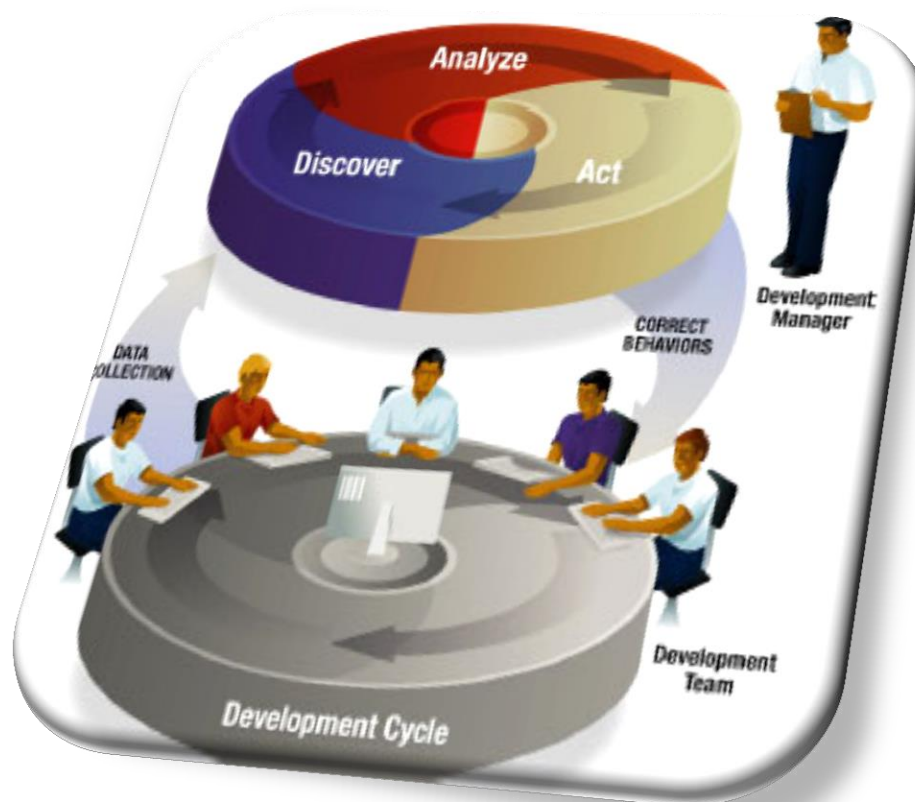 Analyze
Discover
Act
Development
Manager
CORRECT
BEHAVIORS
DATA
COLLECTION
Development
Team
Development Cycle